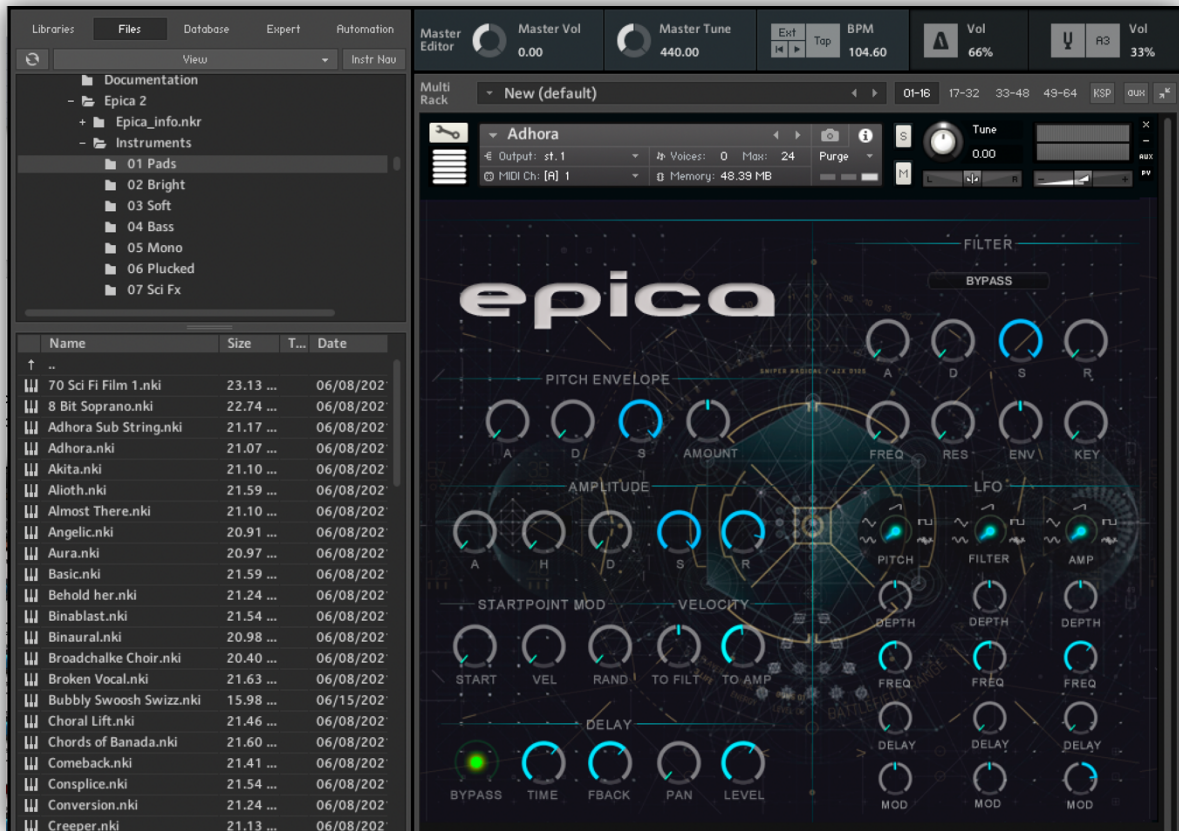 Libraries Files Database Expert Automation
View Instr Nav
Documentation
Epica 2
Epica_info.nkr
Instruments
01 Pads
02 Bright
03 Soft
04 Bass
05 Mono
06 Plucked
07 Sci Fx
Name Size T... Date
..
70 Sci Fi Film 1.nki 23.13 ... 06/08/202
8 Bit Soprano.nki 22.74 ... 06/08/202
Adhora Sub String.nki 21.17 ... 06/08/202
Adhora.nki 21.07 ... 06/08/202
Akita.nki 21.10 ... 06/08/202
Alioth.nki 21.59 ... 06/08/202
Almost There.nki 21.10 ... 06/08/202
Angelic.nki 20.91 ... 06/08/202
Aura.nki 20.97 ... 06/08/202
Basic.nki 21.59 ... 06/08/202
Behold her.nki 21.24 ... 06/08/202
Binablast.nki 21.54 ... 06/08/202
Binaural.nki 20.98 ... 06/08/202
Broadchalke Choir.nki 20.40 ... 06/08/202
Broken Vocal.nki 21.63 ... 06/08/202
Bubbly Swoosh Swizz.nki 15.98 ... 06/15/202
Choral Lift.nki 21.46 ... 06/08/202
Chords of Banada.nki 21.60 ... 06/08/202
Comeback.nki 21.41 ... 06/08/202
Consplice.nki 21.54 ... 06/08/202
Conversion.nki 21.24 ... 06/08/202
Creeper.nki 21.13 ... 06/08/202
Master Editor
Master Vol
0.00
Master Tune
440.00
Ext Tap
BPM
104.60
Vol
66%
A3
Vol
33%
Multi Rack
New (default) 01-16 17-32 33-48 49-64 KSP aux
Adhora
Output: st.1 Voices: 0 Max: 24 Purge
MIDI Ch: [A] 1 Memory: 48.39 MB
S
M
Tune
0.00
L R
AUX
PV
epica
FILTER
BYPASS
A D S R
FREQ RES ENV KEY
PITCH ENVELOPE
A D S AMOUNT
AMPLITUDE
A H D S R
LFO
PITCH FILTER AMP
DEPTH DEPTH DEPTH
FREQ FREQ FREQ
DELAY DELAY DELAY
MOD MOD MOD
STARTPOINT MOD VELOCITY
START VEL RAND TO FILT TO AMP
DELAY
BYPASS TIME FBACK PAN LEVEL